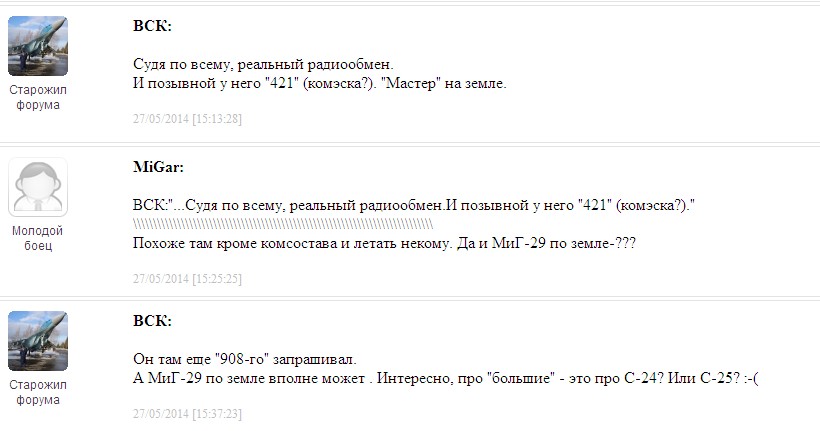 ВСК:
Судя по всему, реальный радиообмен.
И позывной у него "421" (комэска?). "Мастер" на земле.
Старожил
форума
27/05/2014 [15:13:28]
MiGar:
ВСК:"...Судя по всему, реальный радиообмен.И позывной у него "421" (комэска?)."
\\\\\\\\\\\\\\\\\\\\\\\\\\\\\\\\\\\\\\\\\\\\\\\\\\\\\\\\\\\\\\\\\\\\\\\\\\\
Молодой
боец
Похоже там кроме комсостава и летать некому. Да и МиГ-29 по земле-???
27/05/2014 [15:25:25]
ВСК:
Он там еще "908-го" запрашивал.
А МиГ-29 по земле вполне может . Интересно, про "большие" - это про С-24? Или С-25? :-(
Старожил
форума
27/05/2014 [15:37:23]